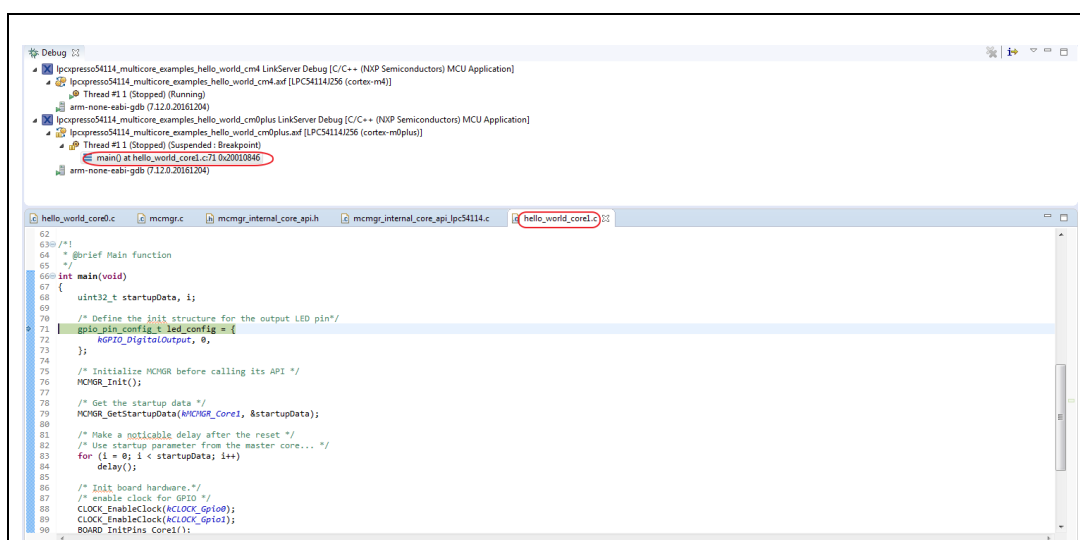 Debug
lpcxpresso54114_multicore_examples_hello_world_cm4 LinkServer Debug [C/C++ (NXP Semiconductors) MCU Application]
lpcxpresso54114_multicore_examples_hello_world_cm4.axf [LPC54114J256 (cortex-m4)]
Thread #1 1 (Stopped) (Running)
arm-none-eabi-gdb (7.12.0.20161204)
lpcxpresso54114_multicore_examples_hello_world_cm0plus LinkServer Debug [C/C++ (NXP Semiconductors) MCU Application]
lpcxpresso54114_multicore_examples_hello_world_cm0plus.axf [LPC54114J256 (cortex-m0plus)]
Thread #1 1 (Stopped) (Suspended : Breakpoint)
main() at hello_world_core1.c:71 0x20010846
arm-none-eabi-gdb (7.12.0.20161204)
hello_world_core0.c mcmgr.c mcmgr_internal_core_api.h mcmgr_internal_core_api_lpc54114.c hello_world_core1.c
62
63 /*!
64 * @brief Main function
65 */
66 int main(void)
67 {
68 uint32_t startupData, i;
69
70 /* Define the init structure for the output LED pin*/
71 gpio_pin_config_t led_config = {
72 kGPIO_DigitalOutput, 0,
73 };
74
75 /* Initialize MCMGR before calling its API */
76 MCMGR_Init();
77
78 /* Get the startup data */
79 MCMGR_GetStartupData(kMCMGR_Core1, &startupData);
80
81 /* Make a noticable delay after the reset */
82 /* Use startup parameter from the master core... */
83 for (i = 0; i < startupData; i++)
84 delay();
85
86 /* Init board hardware.*/
87 /* enable clock for GPIO */
88 CLOCK_EnableClock(kCLOCK_Gpio0);
89 CLOCK_EnableClock(kCLOCK_Gpio1);
90 BOARD_InitPins_Core1();